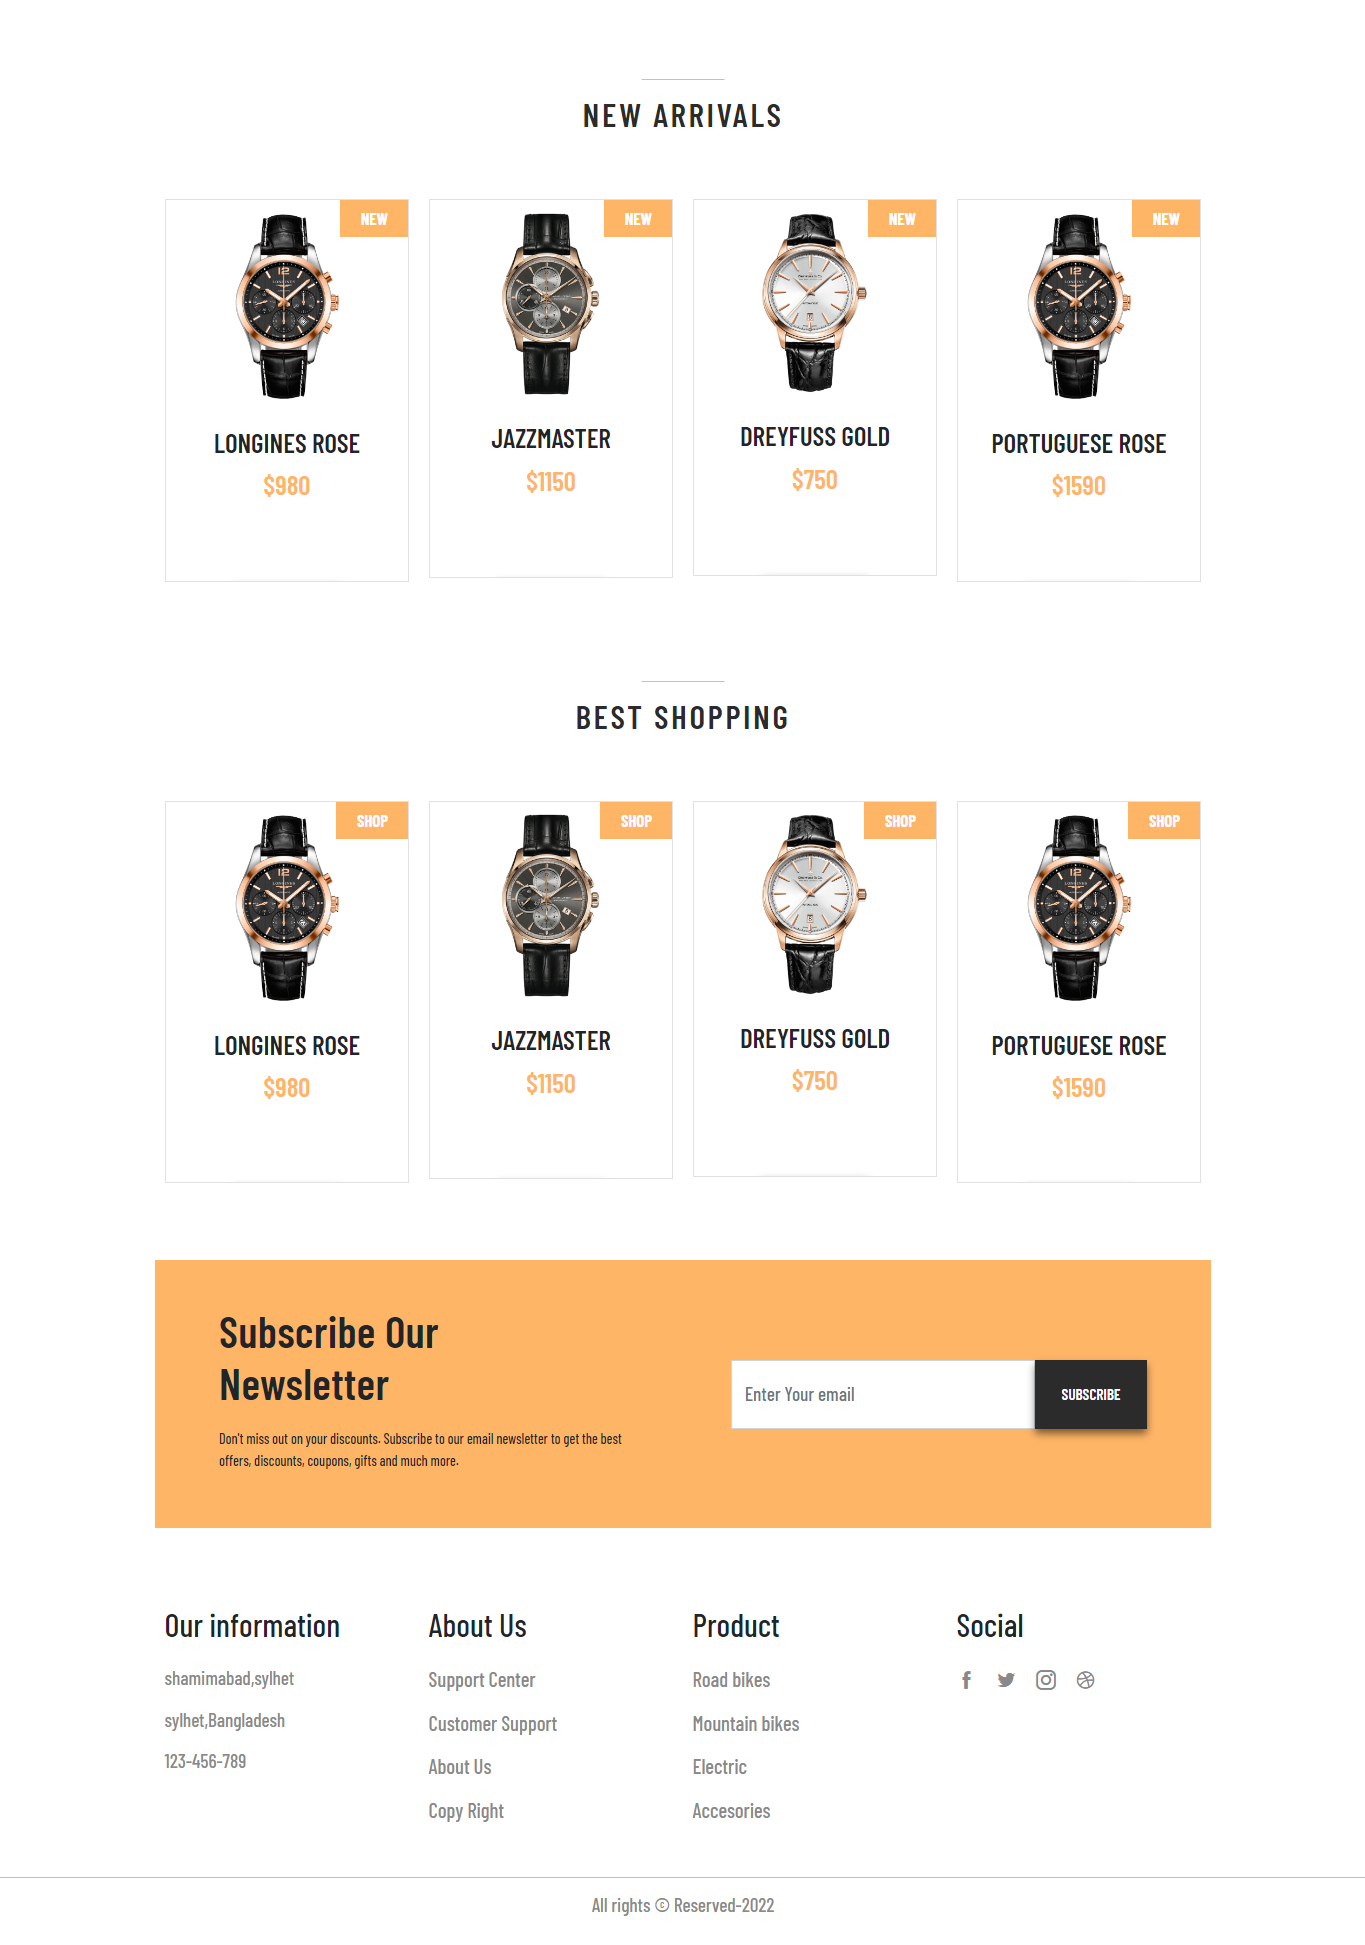 NEW ARRIVALS
NEW
NEW
NEW
NEW
LONGINES ROSE
JAZZMASTER
DREYFUSS GOLD
PORTUGUESE ROSE
$980
$1150
$750
$1590
BEST SHOPPING
SHOP
SHOP
SHOP
SHOP
LONGINES ROSE
JAZZMASTER
DREYFUSS GOLD
PORTUGUESE ROSE
$980
$1150
$750
$1590
Subscribe Our
Newsletter
Don't miss out on your discounts. Subscribe to our email newsletter to get the best
offers, discounts, coupons, gifts and much more.
Enter Your email
SUBSCRIBE
Our information
shamimabad,sylhet
sylhet,Bangladesh
123-456-789
About Us
Support Center
Customer Support
About Us
Copy Right
Product
Road bikes
Mountain bikes
Electric
Accesories
Social
All rights © Reserved-2022